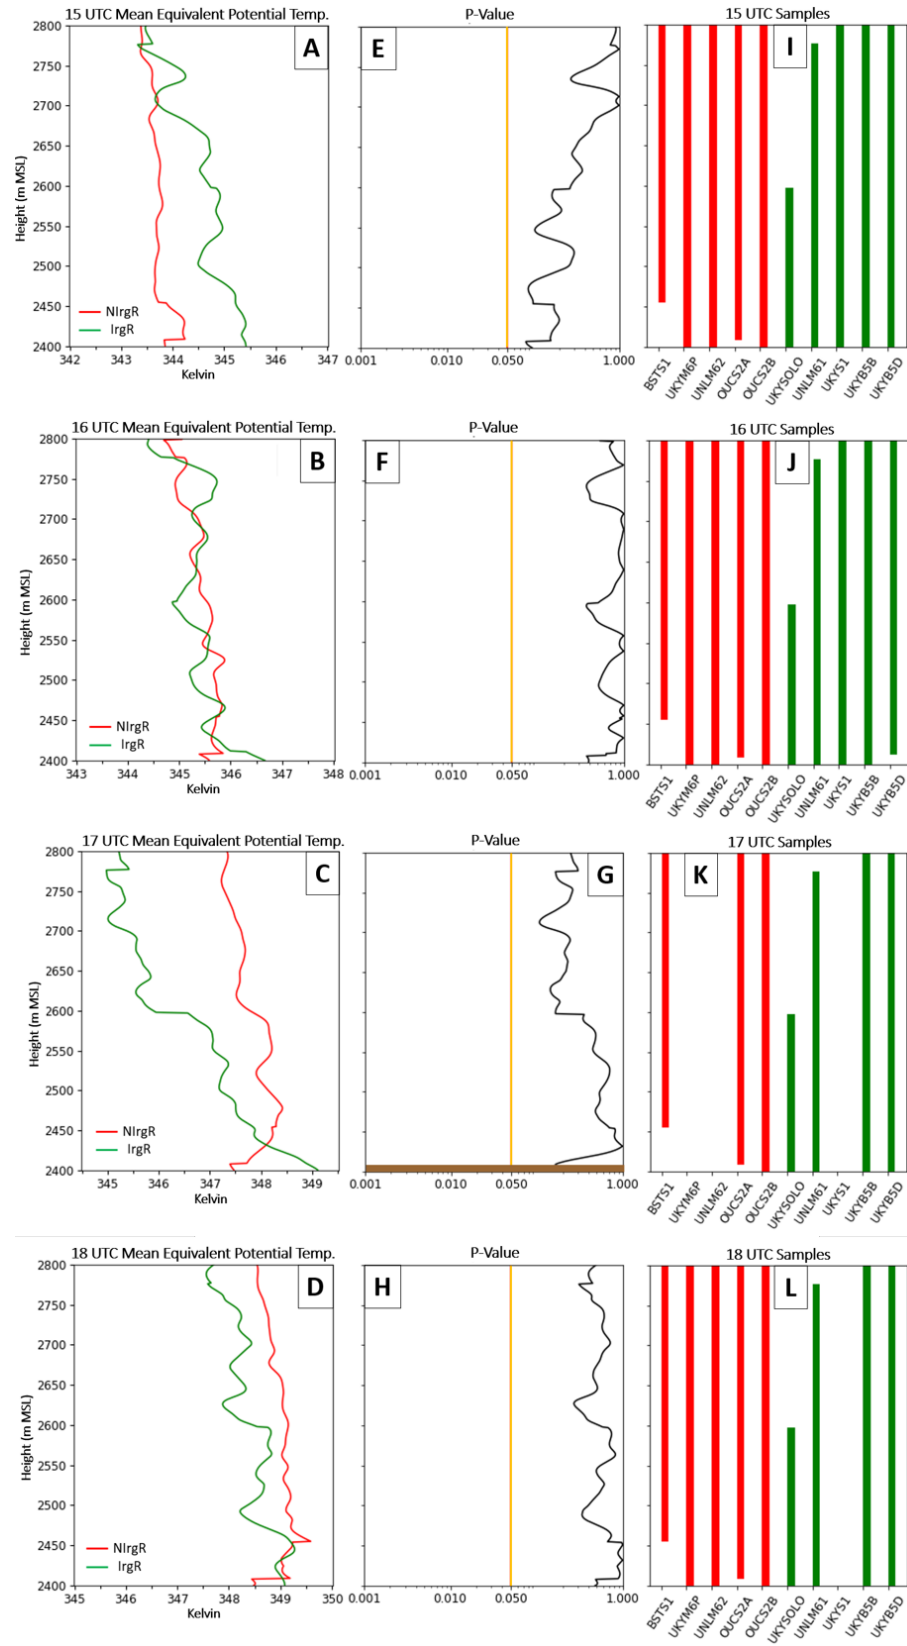 15 UTC Mean Equivalent Potential Temp.
P-Value
15 UTC Samples
2800
2750
2700
2650
2600
2550
2500
2450
2400
Height (m MSL)
A
E
I
NIrgR
IrgR
342 343 344 345 346 347
Kelvin
0.001 0.010 0.050 1.000
BSTS1 UKYM6P UNLM62 OUCS2A OUCS2B UKYSOLO UNLM61 UKYS1 UKYB5B UKYB5D
16 UTC Mean Equivalent Potential Temp.
P-Value
16 UTC Samples
2800
2750
2700
2650
2600
2550
2500
2450
2400
Height (m MSL)
B
F
J
NIrgR
IrgR
343 344 345 346 347 348
Kelvin
0.001 0.010 0.050 1.000
BSTS1 UKYM6P UNLM62 OUCS2A OUCS2B UKYSOLO UNLM61 UKYS1 UKYB5B UKYB5D
17 UTC Mean Equivalent Potential Temp.
P-Value
17 UTC Samples
2800
2750
2700
2650
2600
2550
2500
2450
2400
Height (m MSL)
C
G
K
NIrgR
IrgR
345 346 347 348 349
Kelvin
0.001 0.010 0.050 1.000
BSTS1 UKYM6P UNLM62 OUCS2A OUCS2B UKYSOLO UNLM61 UKYS1 UKYB5B UKYB5D
18 UTC Mean Equivalent Potential Temp.
P-Value
18 UTC Samples
2800
2750
2700
2650
2600
2550
2500
2450
2400
Height (m MSL)
D
H
L
NIrgR
IrgR
345 346 347 348 349 350
Kelvin
0.001 0.010 0.050 1.000
BSTS1 UKYM6P UNLM62 OUCS2A OUCS2B UKYSOLO UNLM61 UKYS1 UKYB5B UKYB5D